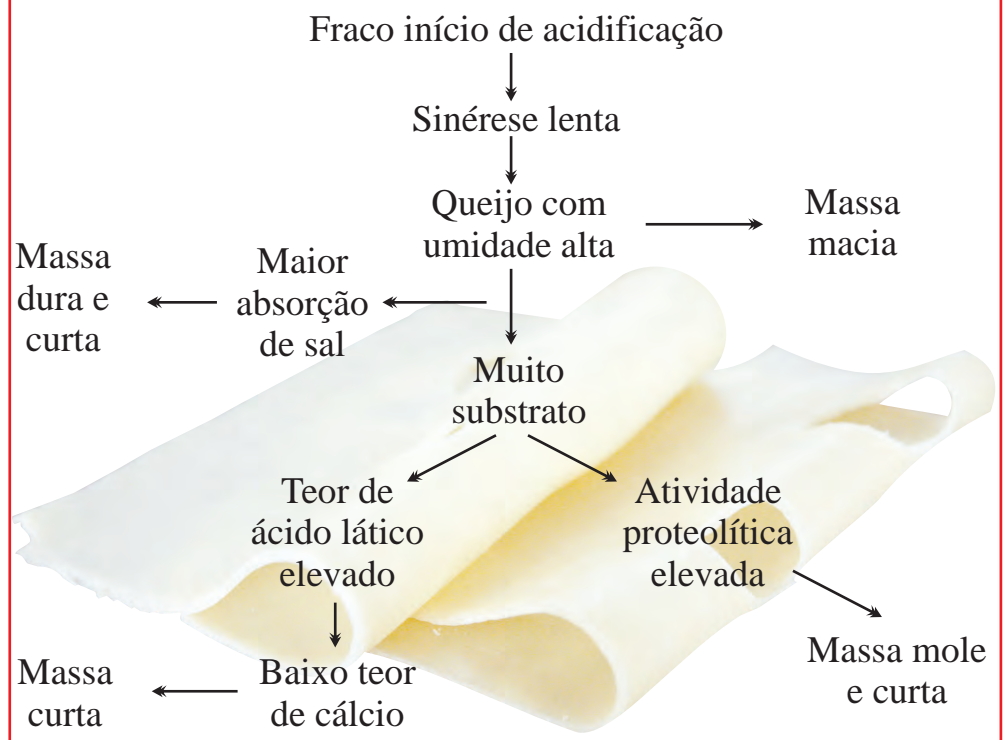 Fraco início de acidificação
Sinérese lenta
Queijo com
umidade alta
Massa
macia
Massa
dura e
curta
Maior
absorção
de sal
Muito
substrato
Teor de
ácido lático
elevado
Atividade
proteolítica
elevada
Massa
curta
Baixo teor
de cálcio
Massa mole
e curta